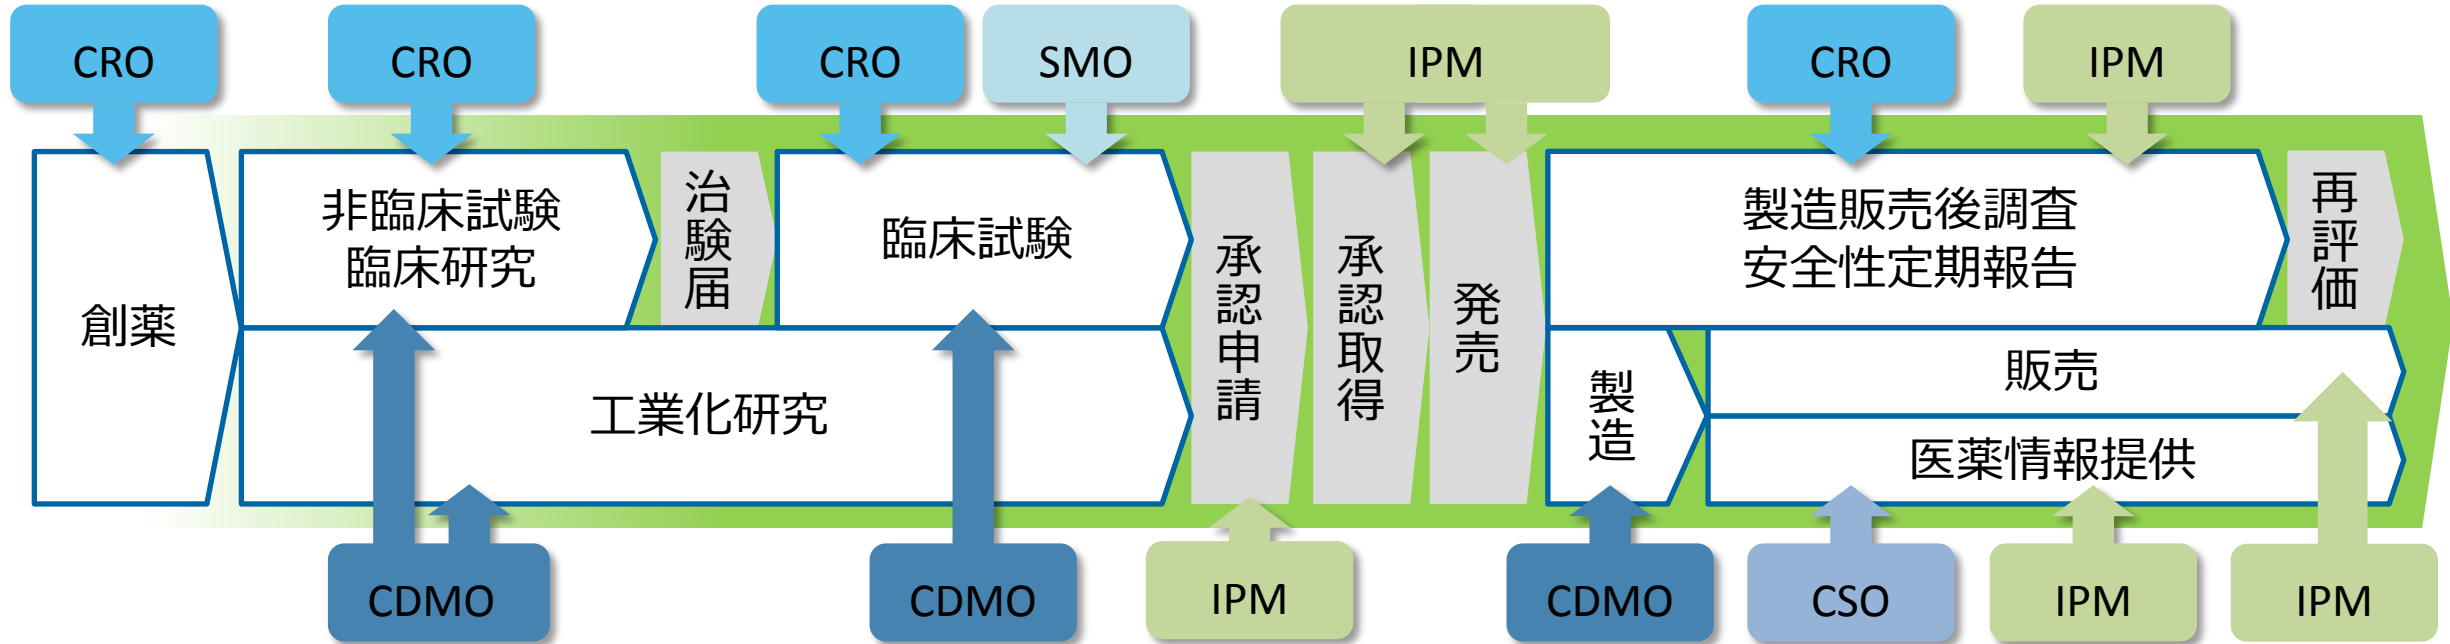 CRO
CRO
CRO
SMO
IPM
CRO
IPM
創薬
非臨床試験
臨床研究
治験届
臨床試験
工業化研究
承認申請
承認取得
発売
製造販売後調査
安全性定期報告
再評価
製造
販売
医薬情報提供
CDMO
CDMO
IPM
CDMO
CSO
IPM
IPM